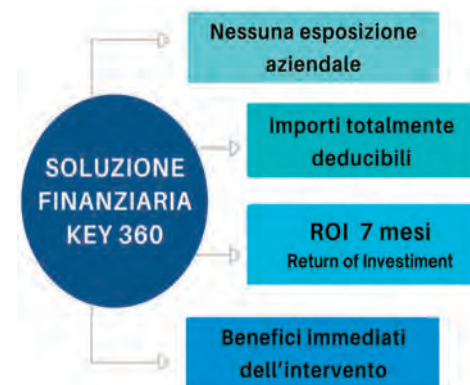 SOLUZIONE
FINANZIARIA
KEY 360
Nessuna esposizione
aziendale
Importi totalmente
deducibili
ROI 7 mesi
Return of Investiment
Benefici immediati
dell'intervento